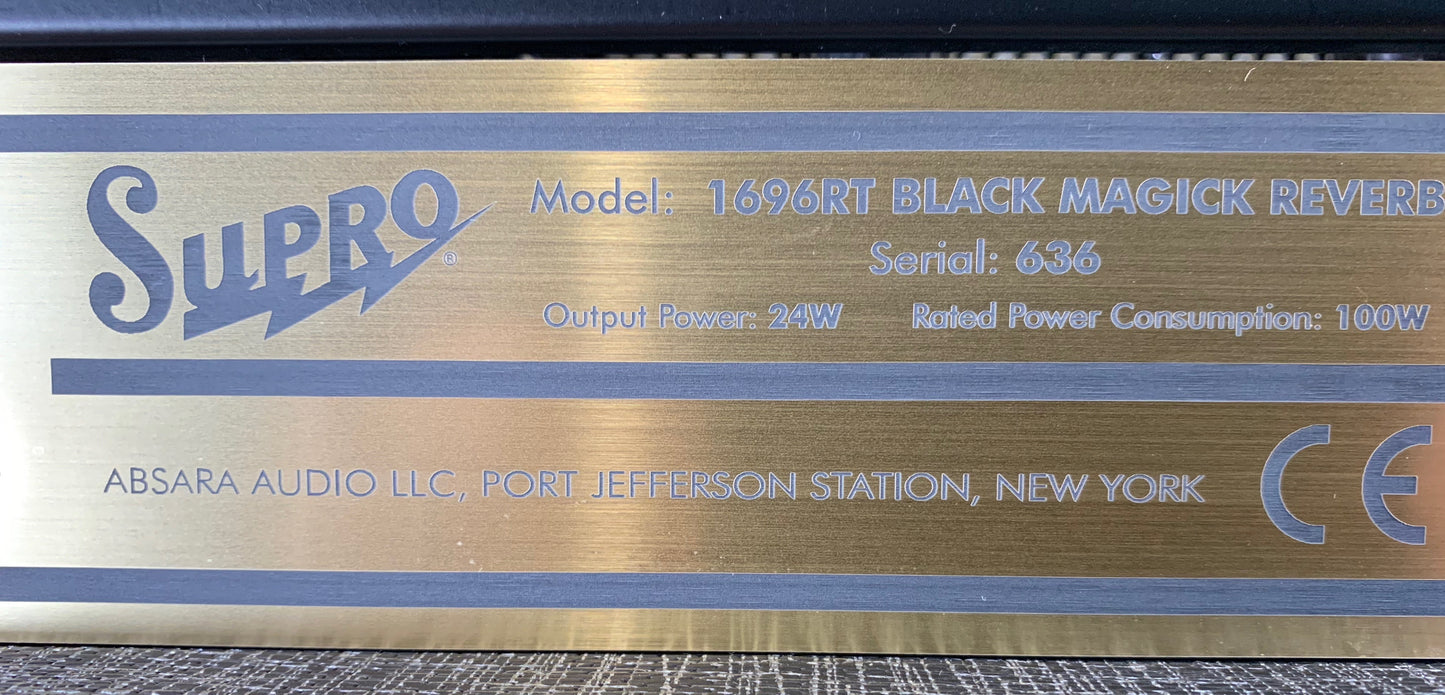 SUPRO®
Model: 1696RT BLACK MAGICK REVERB
Serial: 636
Output Power: 24W Rated Power Consumption: 100W
ABSARA AUDIO LLC, PORT JEFFERSON STATION, NEW YORK
CE